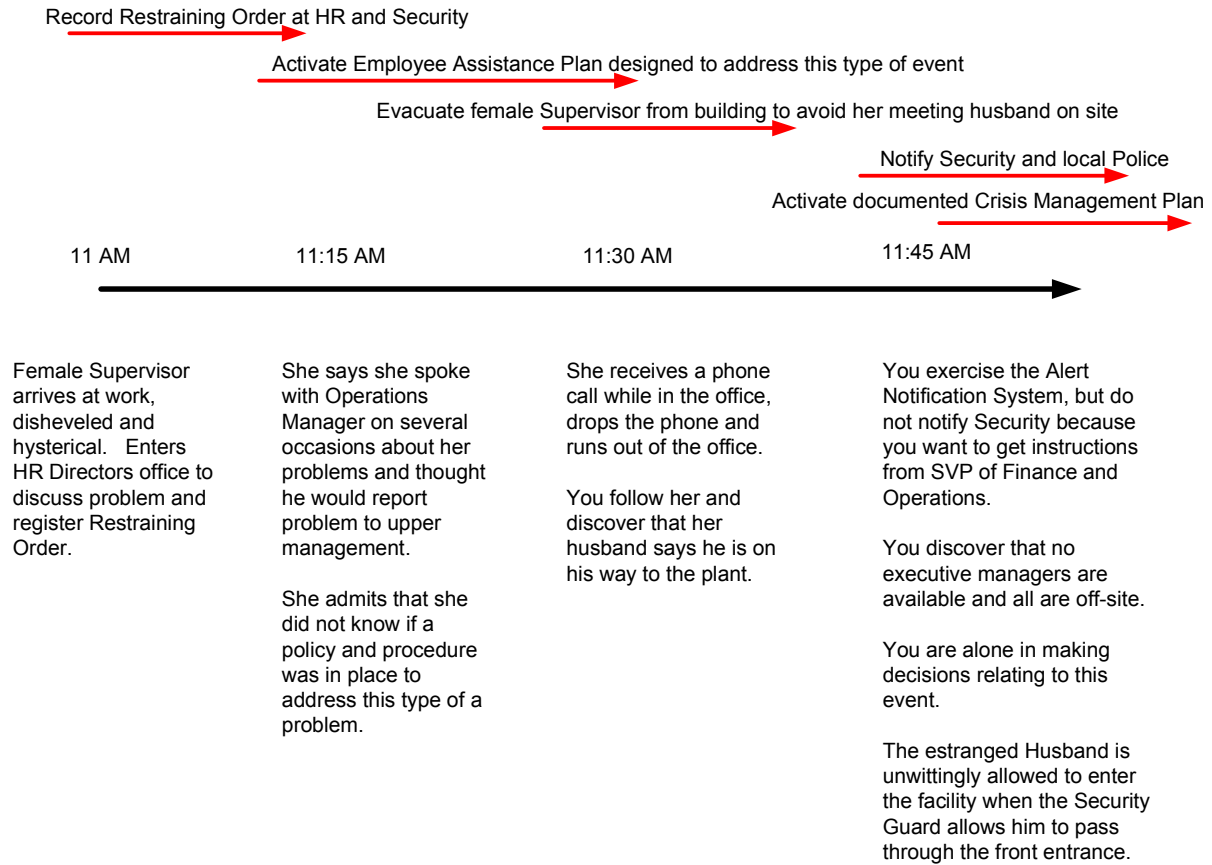 Record Restraining Order at HR and Security
Activate Employee Assistance Plan designed to address this type of event
Evacuate female Supervisor from building to avoid her meeting husband on site
Notify Security and local Police
Activate documented Crisis Management Plan
11 AM
11:15 AM
11:30 AM
11:45 AM
Female Supervisor
arrives at work,
disheveled and
hysterical.   Enters
HR Directors office to
discuss problem and
register Restraining
Order.
She says she spoke
with Operations
Manager on several
occasions about her
problems and thought
he would report
problem to upper
management.
She admits that she
did not know if a
policy and procedure
was in place to
address this type of a
problem.
She receives a phone
call while in the office,
drops the phone and
runs out of the office.
You follow her and
discover that her
husband says he is on
his way to the plant.
You exercise the Alert
Notification System, but do
not notify Security because
you want to get instructions
from SVP of Finance and
Operations.
You discover that no
executive managers are
available and all are off-site.
You are alone in making
decisions relating to this
event.
The estranged Husband is
unwittingly allowed to enter
the facility when the Security
Guard allows him to pass
through the front entrance.